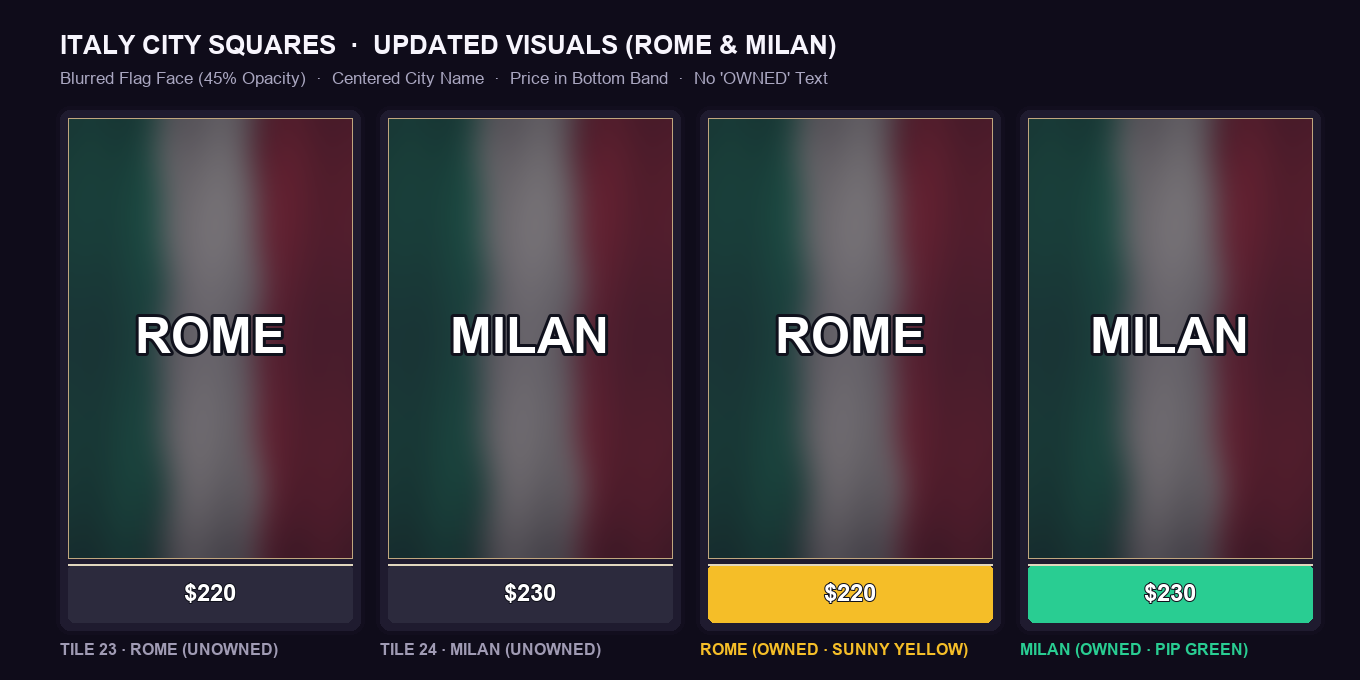 ITALY CITY SQUARES · UPDATED VISUALS (ROME & MILAN)
Blurred Flag Face (45% Opacity) · Centered City Name · Price in Bottom Band · No 'OWNED' Text
ROME
MILAN
ROME
MILAN
$220
$230
$220
$230
TILE 23 · ROME (UNOWNED)
TILE 24 · MILAN (UNOWNED)
ROME (OWNED · SUNNY YELLOW)
MILAN (OWNED · PIP GREEN)